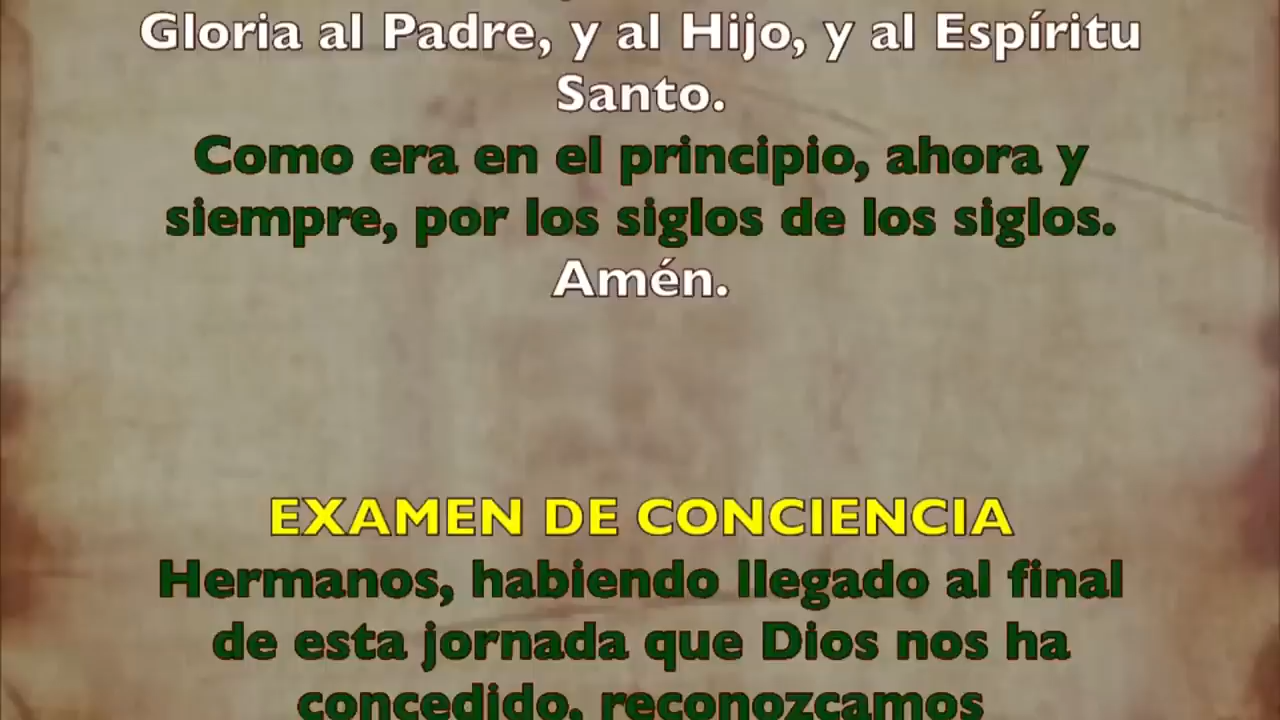 Gloria al Padre, y al Hijo, y al Espíritu
Santo.
Como era en el principio, ahora y
siempre, por los siglos de los siglos.
Amén.
EXAMEN DE CONCIENCIA
Hermanos, habiendo llegado al final
de esta jornada que Dios nos ha
concedido, reconozcamos